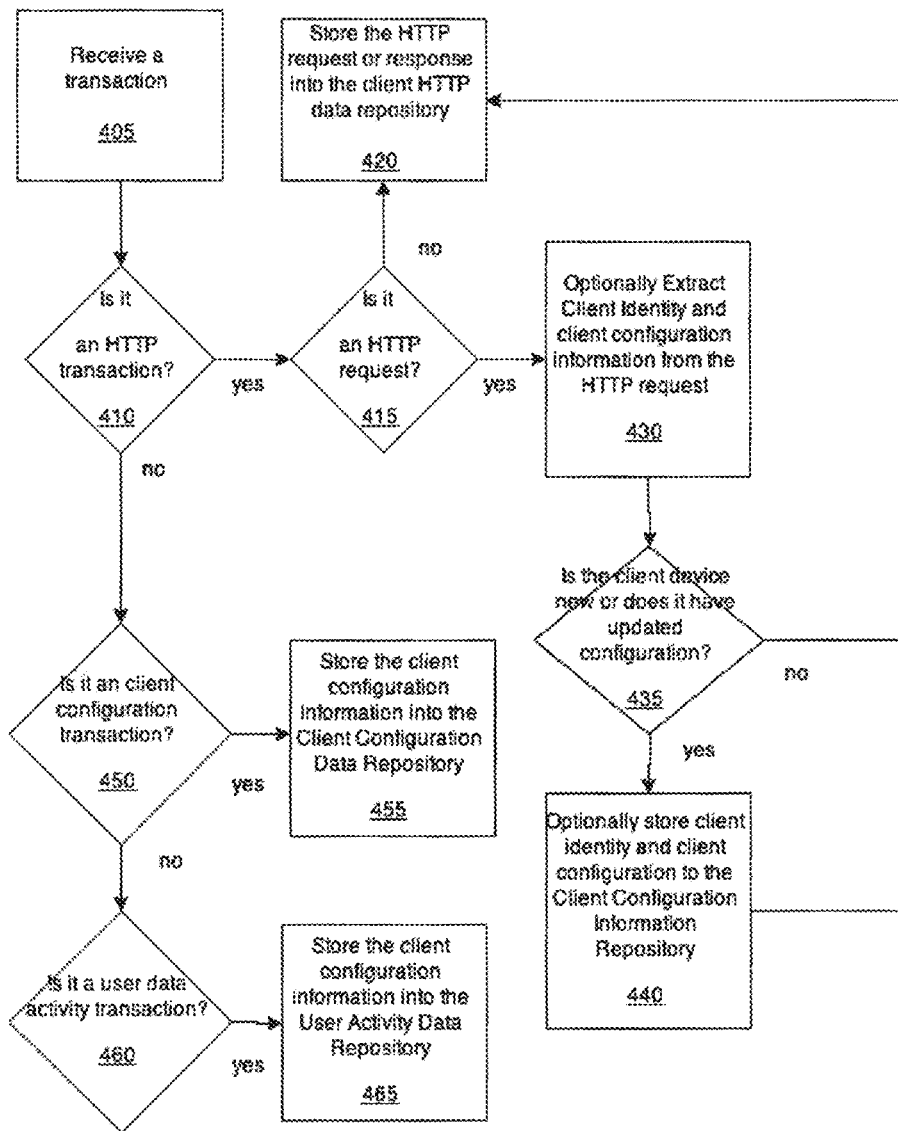 Receive a
transaction
405
Store the HTTP
request or response
into the client HTTP
data repository
420
Is it
an HTTP
transaction?
410
yes
no
Is it
an HTTP
request?
415
no
yes
Optionally Extract
Client Identity and
client configuration
information from the
HTTP request
430
Is the client device
new or does it have
updated
configuration?
435
no
yes
Optionally store client
identity and client
configuration to the
Client Configuration
Information
Repository
440
Is it an client
configuration
transaction?
450
yes
no
Store the client
configuration
information into the
Client Configuration
Data Repository
455
Is it a user data
activity transaction?
460
yes
Store the client
configuration
information into the
User Activity Data
Repository
465